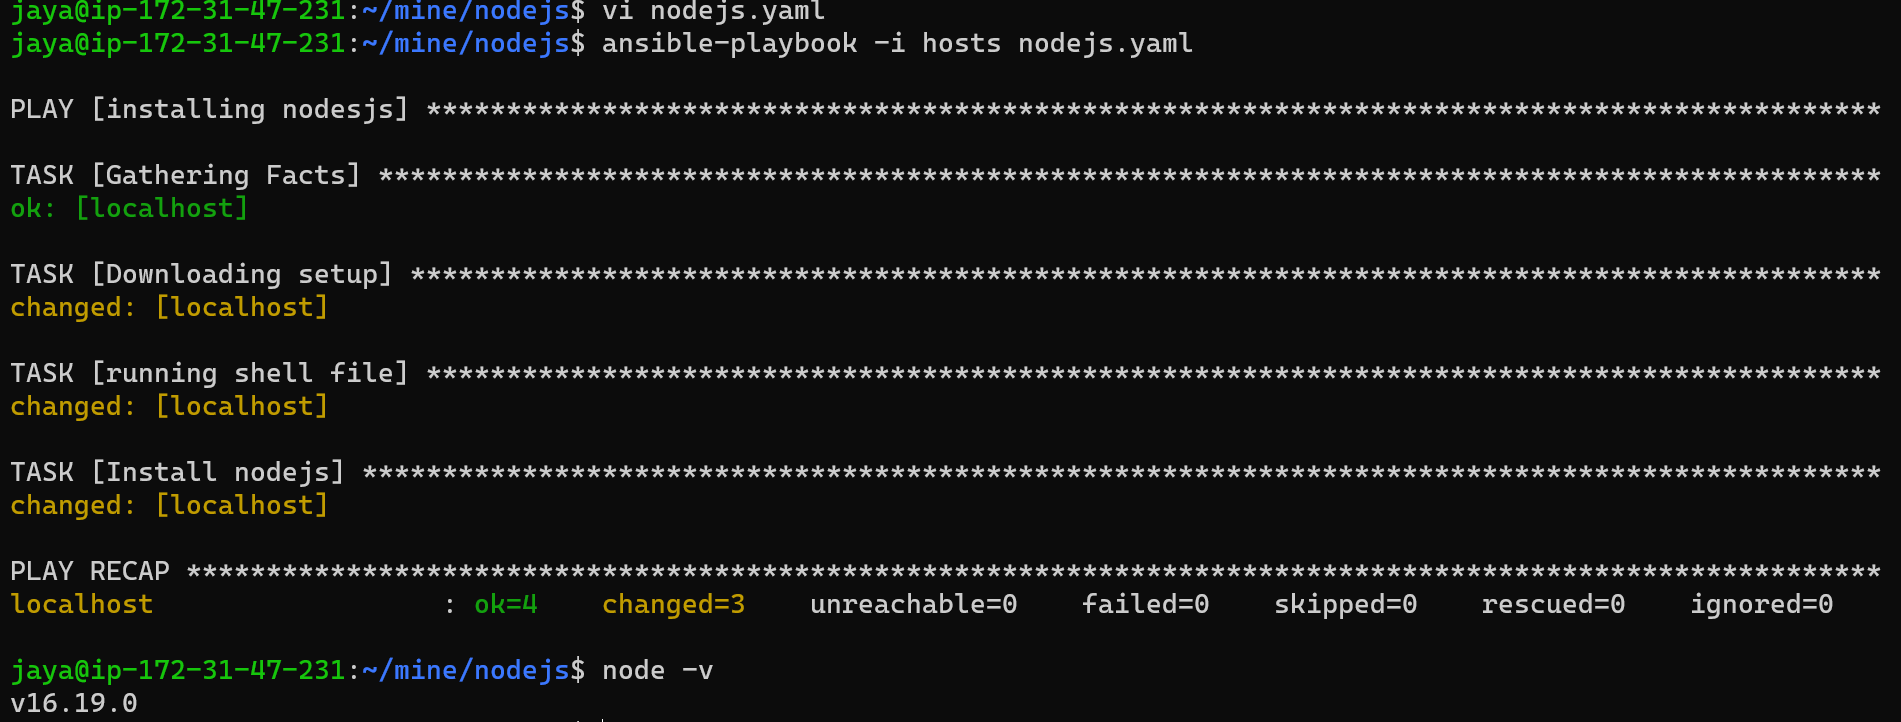 jaya@ip-172-31-47-231:~/mine/nodejs$ vi nodejs.yaml
jaya@ip-172-31-47-231:~/mine/nodejs$ ansible-playbook -i hosts nodejs.yaml
PLAY [installing nodesjs] *******************************************************************************************
TASK [Gathering Facts] **********************************************************************************************
ok: [localhost]
TASK [Downloading setup] ********************************************************************************************
changed: [localhost]
TASK [running shell file] *******************************************************************************************
changed: [localhost]
TASK [Install nodejs] ***********************************************************************************************
changed: [localhost]
PLAY RECAP **********************************************************************************************************
localhost                  : ok=4    changed=3    unreachable=0    failed=0    skipped=0    rescued=0    ignored=0
jaya@ip-172-31-47-231:~/mine/nodejs$ node -v
v16.19.0